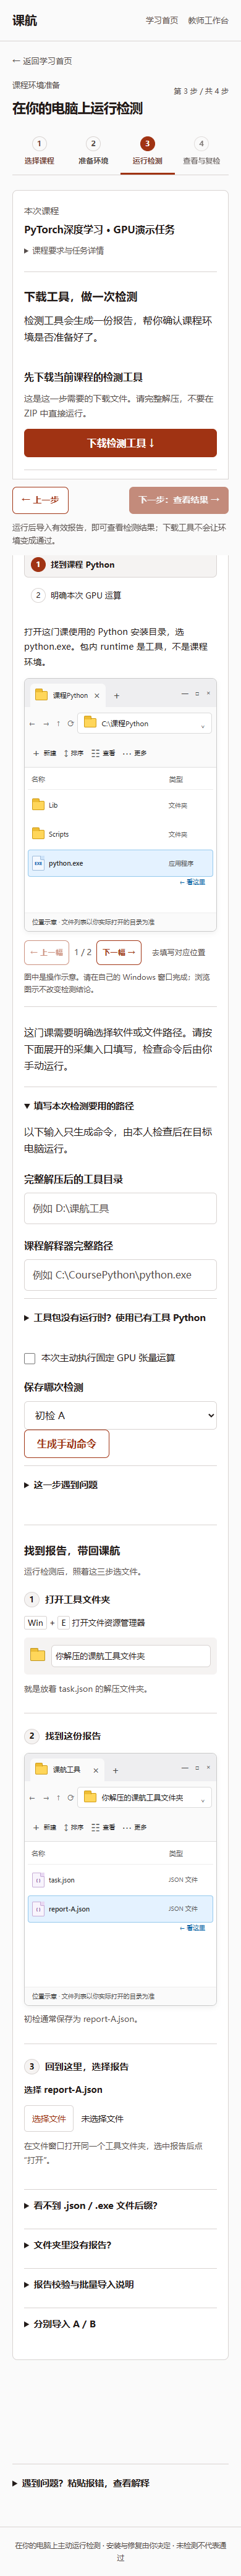 课航
学习首页 教师工作台
← 返回学习首页
课程环境准备
第 3 步 / 共 4 步
在你的电脑上运行检测
1 2 3 4
选择课程 准备环境 运行检测 查看与复检
本次课程
PyTorch深度学习 • GPU演示任务
▸ 课程要求与任务详情
下载工具，做一次检测
检测工具会生成一份报告，帮你确认课程环
境是否准备好了。
先下载当前课程的检测工具
这是这一步需要的下载文件。请完整解压，不要在
ZIP 中直接运行。
下载检测工具 ↓
← 上一步 下一步：查看结果 →
运行后导入有效报告，即可查看检测结果；下载工具不会让环
境变成通过。
1 找到课程 Python
2 明确本次 GPU 运算
打开这门课使用的 Python 安装目录，选
python.exe。包内 runtime 是工具，不是课程
环境。
课程Python × +
← → ↑ C:\课程Python
+ 新建 排序 查看 ⋯ 更多
名称 类型
Lib 文件夹
Scripts 文件夹
python.exe 应用程序
← 看这里
位置示意 · 文件列表以你实际打开的目录为准
← 上一幅 1 / 2 下一幅 → 去填写对应位置
图中是操作示意。请在自己的 Windows 窗口完成；浏览
图示不改变检测结论。
这门课需要明确选择软件或文件路径。请按
下面展开的采集入口填写，检查命令后由你
手动运行。
▾ 填写本次检测要用的路径
以下输入只生成命令，由本人检查后在目标
电脑运行。
完整解压后的工具目录
例如 D:\课航工具
课程解释器完整路径
例如 C:\CoursePython\python.exe
▸ 工具包没有运行时？使用已有工具 Python
本次主动执行固定 GPU 张量运算
保存哪次检测
初检 A
生成手动命令
▸ 这一步遇到问题
找到报告，带回课航
运行检测后，照着这三步选文件。
1 打开工具文件夹
Win + E 打开文件资源管理器
你解压的课航工具文件夹
就是放着 task.json 的解压文件夹。
2 找到这份报告
课航工具 × +
← → ↑ 你解压的课航工具文件夹
+ 新建 排序 查看 ⋯ 更多
名称 类型
task.json JSON 文件
report-A.json JSON 文件
← 看这里
位置示意 · 文件列表以你实际打开的目录为准
初检通常保存为 report-A.json。
3 回到这里，选择报告
选择 report-A.json
选择文件 未选择文件
在文件窗口打开同一个工具文件夹，选中报告后点
“打开”。
▸ 看不到 .json / .exe 文件后缀？
▸ 文件夹里没有报告？
▸ 报告校验与批量导入说明
▸ 分别导入 A / B
▸ 遇到问题？粘贴报错，查看解释
在你的电脑上主动运行检测 · 安装与修复由你决定 · 未检测不代表通
过